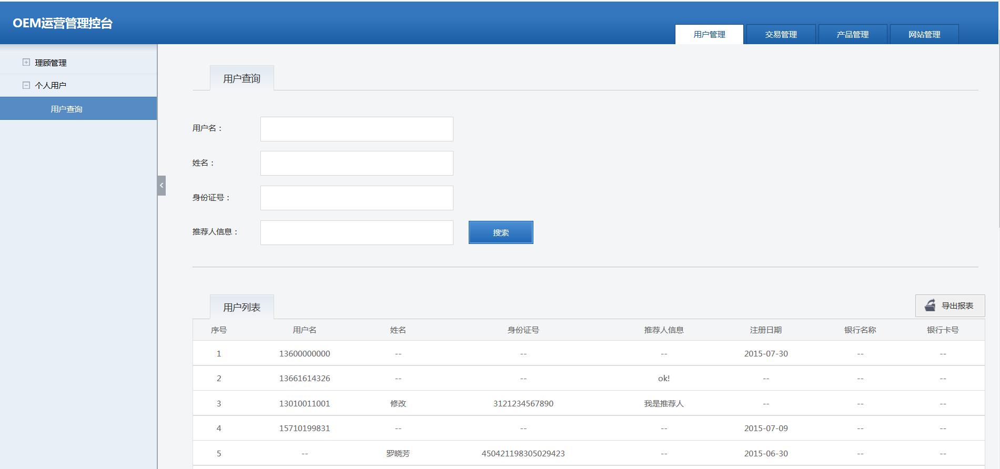 OEM运营管理控台
用户管理 交易管理 产品管理 网站管理
理顾管理
个人用户
用户查询
用户查询
用户名：
姓名：
身份证号：
推荐人信息：
搜索
用户列表
导出报表
序号 用户名 姓名 身份证号 推荐人信息 注册日期 银行名称 银行卡号
1 13600000000 -- -- -- 2015-07-30 -- --
2 13661614326 -- -- ok! -- -- --
3 13010011001 修改 3121234567890 我是推荐人 -- -- --
4 15710199831 -- -- -- 2015-07-09 -- --
5 -- 罗晓芳 450421198305029423 -- 2015-06-30 -- --